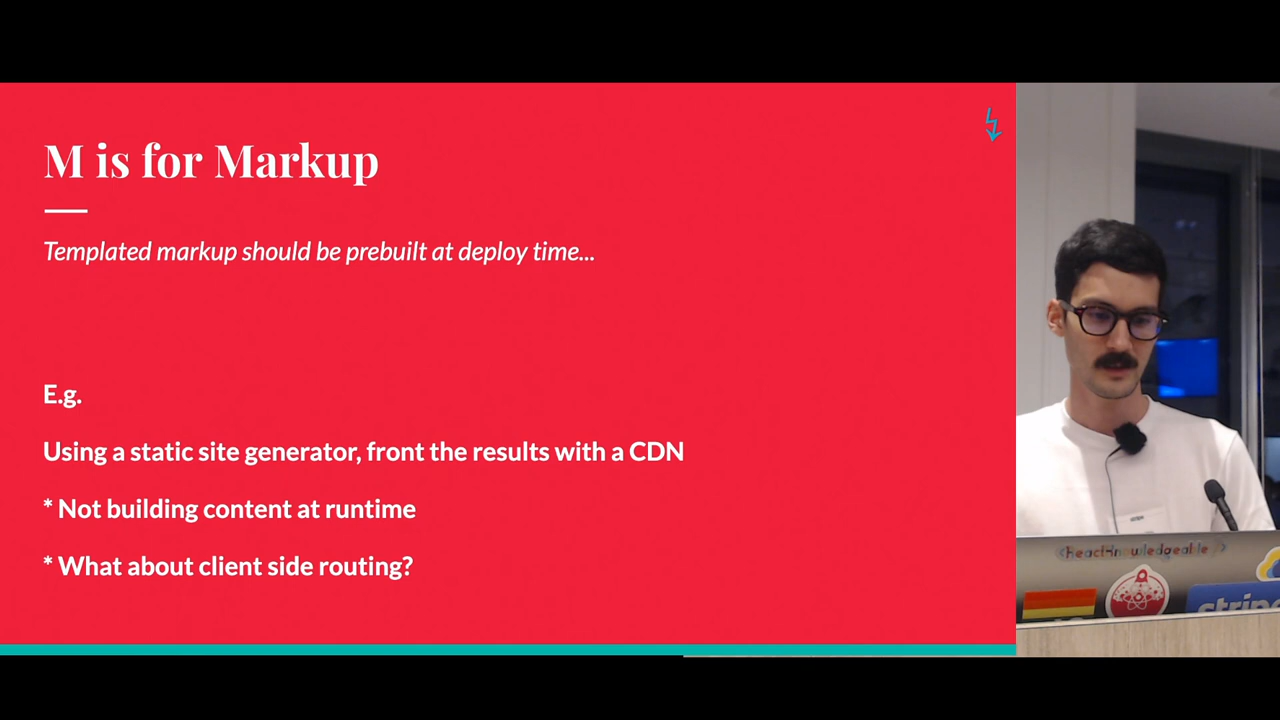 M is for Markup
Templated markup should be prebuilt at deploy time...
E.g.
Using a static site generator, front the results with a CDN
* Not building content at runtime
* What about client side routing?
<ReactKnowledgeable />